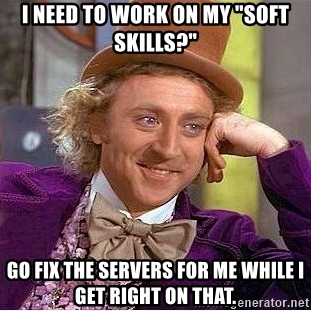 I NEED TO WORK ON MY "SOFT
SKILLS?"
GO FIX THE SERVERS FOR ME WHILE I
GET RIGHT ON THAT.
generator.net